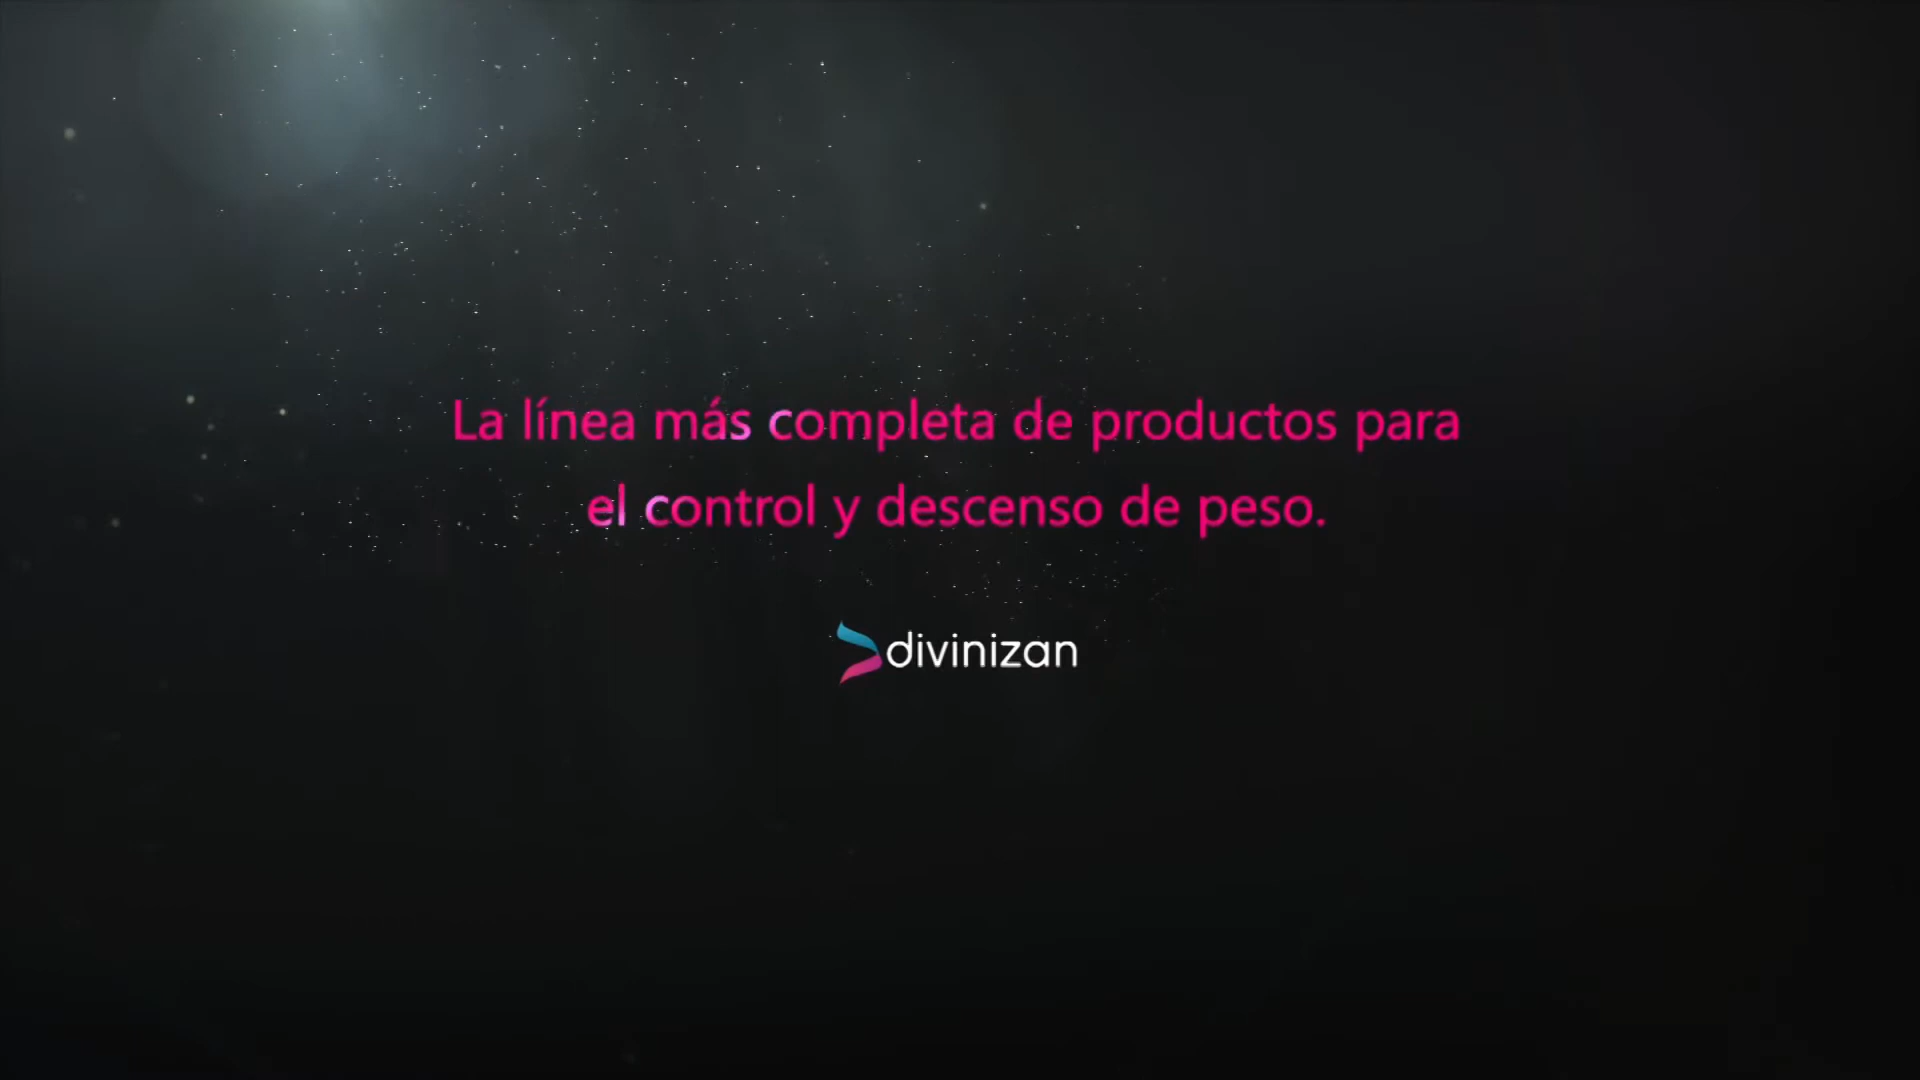 La línea más completa de productos para
el control y descenso de peso.
divinizan